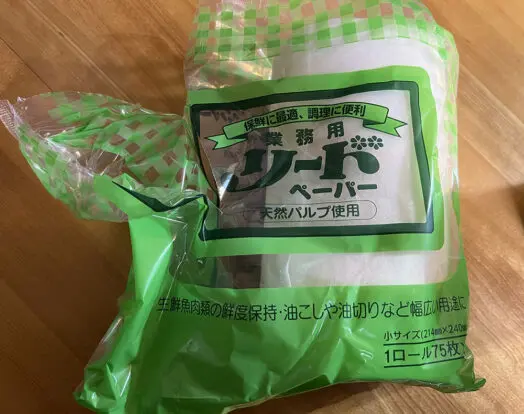 保鮮に最適、調理に便利
業務用
リード
ペーパー
天然パルプ使用
生鮮魚肉類の鮮度保持・油こしや油切りなど幅広い用途に
小サイズ(214mm×240mm
1ロール75枚入